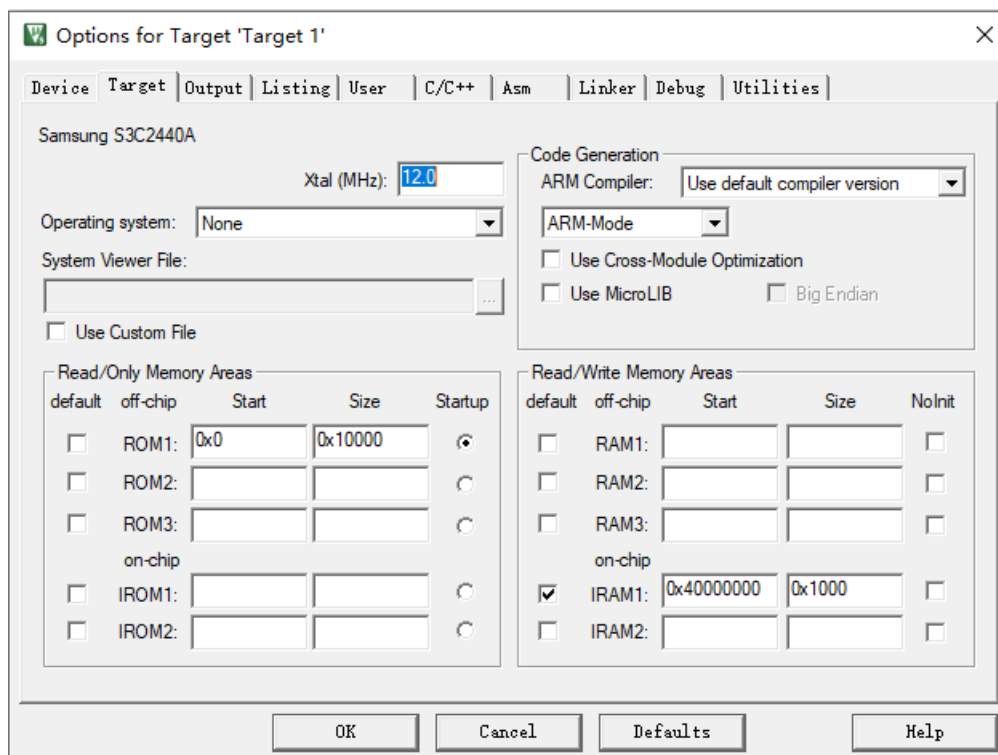 Options for Target 'Target 1'
Device Target Output Listing User C/C++ Asm Linker Debug Utilities
Samsung S3C2440A
Xtal (MHz): 12.0
Operating system: None
System Viewer File:
...
Use Custom File
Code Generation
ARM Compiler: Use default compiler version
ARM-Mode
Use Cross-Module Optimization
Use MicroLIB Big Endian
Read/Only Memory Areas
default off-chip Start Size Startup
ROM1: 0x0 0x10000
ROM2:
ROM3:
on-chip
IROM1:
IROM2:
Read/Write Memory Areas
default off-chip Start Size NoInit
RAM1:
RAM2:
RAM3:
on-chip
IRAM1: 0x40000000 0x1000
IRAM2:
OK Cancel Defaults Help